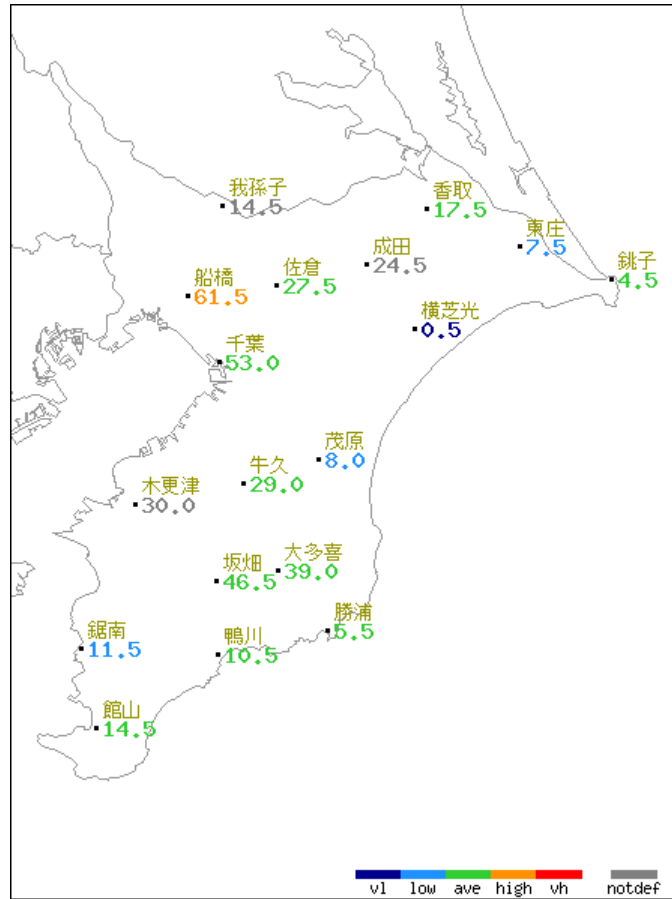 我孫子
14.5
香取
17.5
東庄
7.5
成田
24.5
銚子
4.5
佐倉
27.5
船橋
61.5
横芝光
0.5
千葉
53.0
茂原
8.0
牛久
29.0
木更津
30.0
大多喜
39.0
坂畑
46.5
勝浦
5.5
鋸南
11.5
鴨川
10.5
館山
14.5
vl low ave high vh notdef